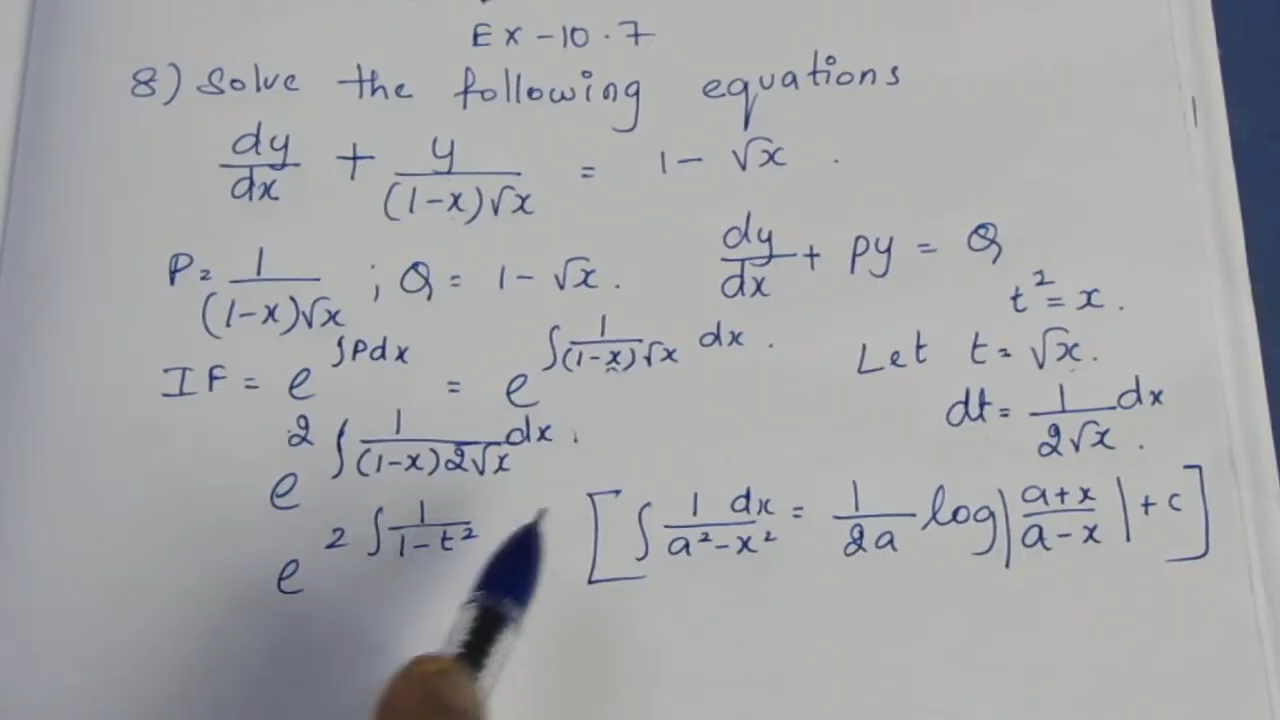 Ex - 10.7
8) Solve the following equations
dy/dx + y/((1-x)√x) = 1 - √x .
P = 1/((1-x)√x) ; Q = 1 - √x . dy/dx + Py = Q
t² = x .
IF = e^(∫Pdx) = e^(∫ 1/((1-x)√x) dx) . Let t = √x .
dt = 1/(2√x) dx .
e^(2 ∫ 1/((1-x)2√x) dx) .
e^(2 ∫ 1/(1-t²)) [ ∫ 1/(a²-x²) dx = 1/(2a) log |(a+x)/(a-x)| + c ]